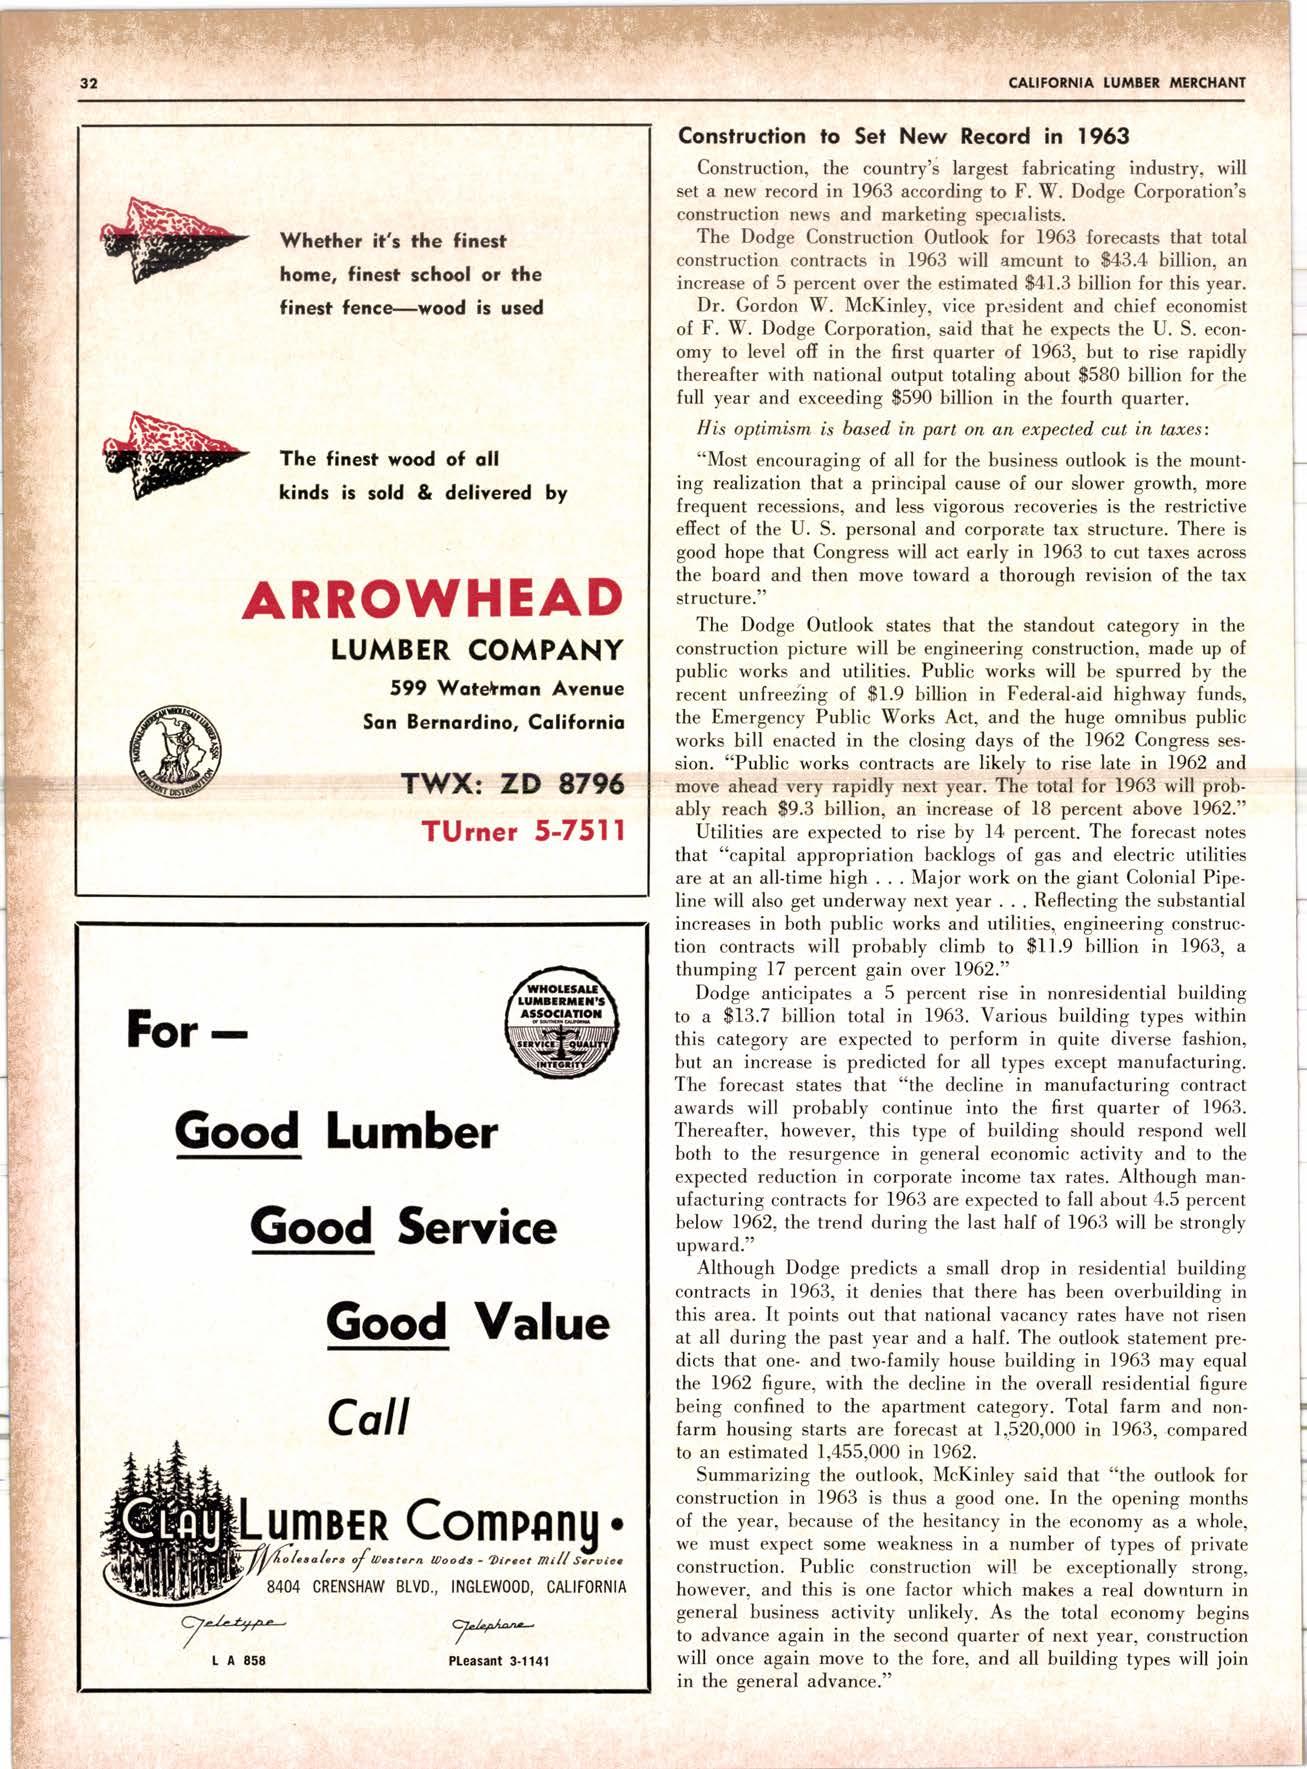 32
CALIFORNIA LUMBER MERCHANT
Whether it's the finest
home, finest school or the
finest fence—wood is used
The finest wood of all
kinds is sold & delivered by
ARROWHEAD
LUMBER COMPANY
599 Waterman Avenue
San Bernardino, California
NATIONAL-AMERICAN WHOLESALE LUMBER ASSN.
EFFICIENT DISTRIBUTION
TWX: ZD 8796
TUrner 5-7511
WHOLESALE
LUMBERMEN'S
ASSOCIATION
OF SOUTHERN CALIFORNIA
SERVICE QUALITY
INTEGRITY
For —
Good Lumber
Good Service
Good Value
Call
CLAY LUMBER COMPANY •
Wholesalers of Western Woods - Direct Mill Service
8404 CRENSHAW BLVD., INGLEWOOD, CALIFORNIA
Teletype
Telephone
L A 858
PLeasant 3-1141
Construction to Set New Record in 1963
Construction, the country's largest fabricating industry, will
set a new record in 1963 according to F. W. Dodge Corporation's
construction news and marketing specialists.
The Dodge Construction Outlook for 1963 forecasts that total
construction contracts in 1963 will amount to $43.4 billion, an
increase of 5 percent over the estimated $41.3 billion for this year.
Dr. Gordon W. McKinley, vice president and chief economist
of F. W. Dodge Corporation, said that he expects the U. S. econ-
omy to level off in the first quarter of 1963, but to rise rapidly
thereafter with national output totaling about $580 billion for the
full year and exceeding $590 billion in the fourth quarter.
His optimism is based in part on an expected cut in taxes:
"Most encouraging of all for the business outlook is the mount-
ing realization that a principal cause of our slower growth, more
frequent recessions, and less vigorous recoveries is the restrictive
effect of the U. S. personal and corporate tax structure. There is
good hope that Congress will act early in 1963 to cut taxes across
the board and then move toward a thorough revision of the tax
structure."
The Dodge Outlook states that the standout category in the
construction picture will be engineering construction, made up of
public works and utilities. Public works will be spurred by the
recent unfreezing of $1.9 billion in Federal-aid highway funds,
the Emergency Public Works Act, and the huge omnibus public
works bill enacted in the closing days of the 1962 Congress ses-
sion. "Public works contracts are likely to rise late in 1962 and
move ahead very rapidly next year. The total for 1963 will prob-
ably reach $9.3 billion, an increase of 18 percent above 1962."
Utilities are expected to rise by 14 percent. The forecast notes
that "capital appropriation backlogs of gas and electric utilities
are at an all-time high . . . Major work on the giant Colonial Pipe-
line will also get underway next year . . . Reflecting the substantial
increases in both public works and utilities, engineering construc-
tion contracts will probably climb to $11.9 billion in 1963, a
thumping 17 percent gain over 1962."
Dodge anticipates a 5 percent rise in nonresidential building
to a $13.7 billion total in 1963. Various building types within
this category are expected to perform in quite diverse fashion,
but an increase is predicted for all types except manufacturing.
The forecast states that "the decline in manufacturing contract
awards will probably continue into the first quarter of 1963.
Thereafter, however, this type of building should respond well
both to the resurgence in general economic activity and to the
expected reduction in corporate income tax rates. Although man-
ufacturing contracts for 1963 are expected to fall about 4.5 percent
below 1962, the trend during the last half of 1963 will be strongly
upward."
Although Dodge predicts a small drop in residential building
contracts in 1963, it denies that there has been overbuilding in
this area. It points out that national vacancy rates have not risen
at all during the past year and a half. The outlook statement pre-
dicts that one- and two-family house building in 1963 may equal
the 1962 figure, with the decline in the overall residential figure
being confined to the apartment category. Total farm and non-
farm housing starts are forecast at 1,520,000 in 1963, compared
to an estimated 1,455,000 in 1962.
Summarizing the outlook, McKinley said that "the outlook for
construction in 1963 is thus a good one. In the opening months
of the year, because of the hesitancy in the economy as a whole,
we must expect some weakness in a number of types of private
construction. Public construction will be exceptionally strong,
however, and this is one factor which makes a real downturn in
general business activity unlikely. As the total economy begins
to advance again in the second quarter of next year, construction
will once again move to the fore, and all building types will join
in the general advance."